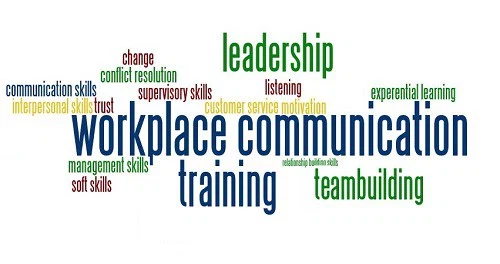 leadership
change
conflict resolution
communication skills
supervisory skills
listening
experential learning
interpersonal skills
trust
customer service motivation
workplace communication
management skills
relationship building skills
soft skills
training
teambuilding